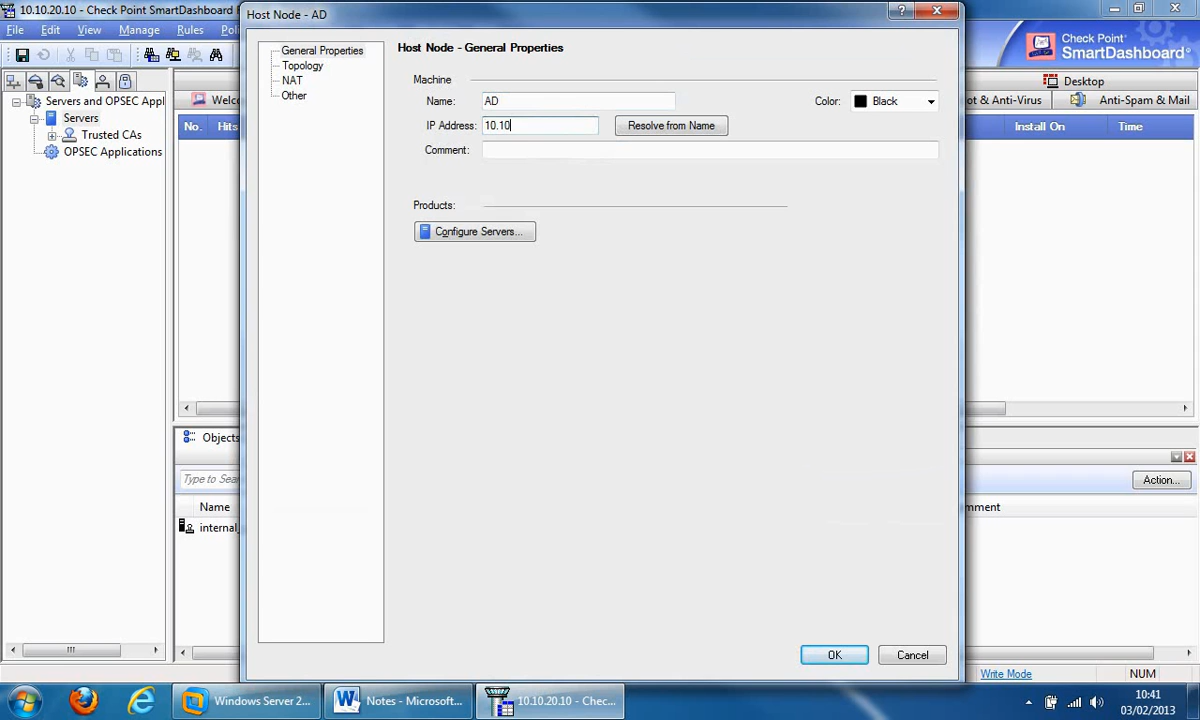 10.10.20.10 - Check Point SmartDashboard
Host Node - AD
File Edit View Manage Rules
General Properties
Topology
NAT
Other
Host Node - General Properties
Machine
Name: AD
Color: Black
IP Address: 10.10
Resolve from Name
Comment:
Products:
Configure Servers...
OK
Cancel
Check Point
SmartDashboard
Desktop
Servers and OPSEC Appl
Servers
Trusted CAs
OPSEC Applications
& Anti-Virus
Anti-Spam & Mail
No. Hits
Install On Time
Objects
Type to Sear
Action...
Name
internal_
Write Mode
NUM
Windows Server 2...
Notes - Microsoft...
10.10.20.10 - Chec...
10:41
03/02/2013